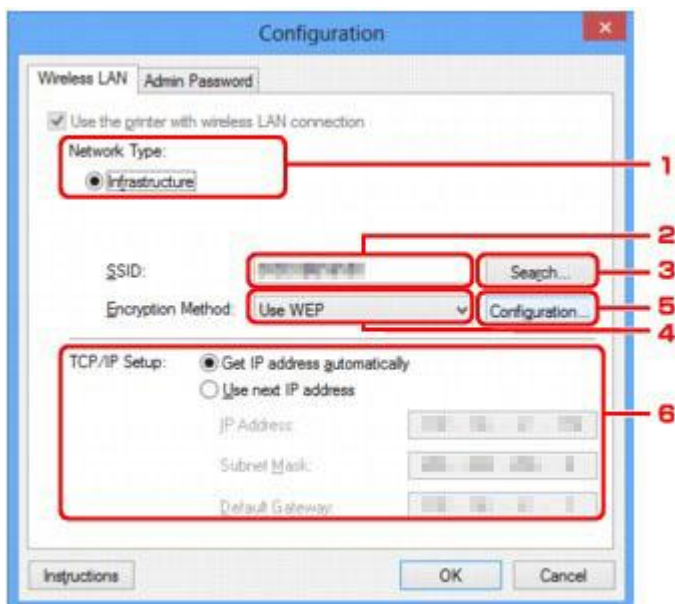 Configuration
Wireless LAN Admin Password
Use the printer with wireless LAN connection
Network Type:
Infrastructure
1
2
SSID: Search...
3
Encryption Method: Use WEP Configuration...
5
4
TCP/IP Setup: Get IP address automatically
Use next IP address
6
IP Address:
Subnet Mask:
Default Gateway:
Instructions OK Cancel